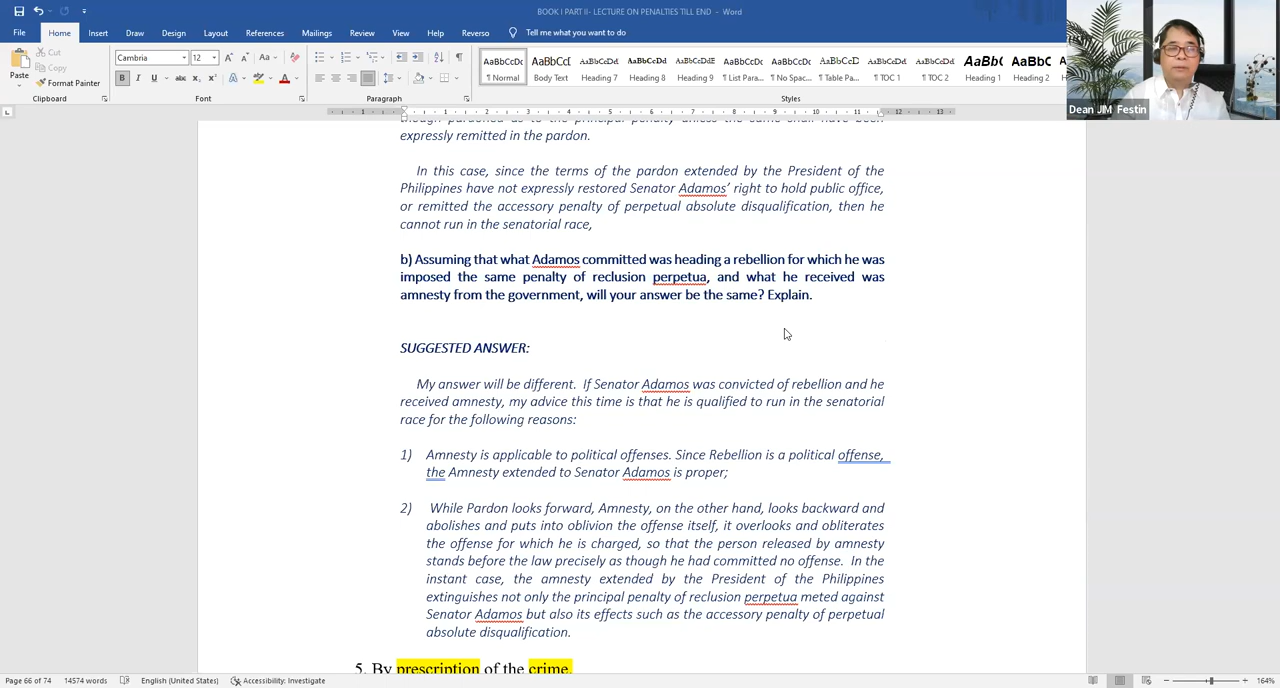 BOOK I PART II- LECTURE ON PENALTIES TILL END - Word
File Home Insert Draw Design Layout References Mailings Review View Help Reverso Tell me what you want to do
Cut
Copy
Format Painter
Paste
Clipboard
Cambria 12
Font
Paragraph
AaBbCcDc AaBbCcI AaBbCcDc AaBbCcDc AaBbCcDdE AaBbCcDc AaBbCcDc AaBbCcD AaBbCcDd AaBbCcDd AaBbC AaBbC
¶ Normal Body Text Heading 7 Heading 8 Heading 9 ¶ List Para... ¶ No Spac... ¶ Table Pa... ¶ TOC 1 ¶ TOC 2 Heading 1 Heading 2
Styles
Dean JIM Festin
pardoned as to the principal penalty unless the same shall have been
expressly remitted in the pardon.
In this case, since the terms of the pardon extended by the President of the
Philippines have not expressly restored Senator Adamos' right to hold public office,
or remitted the accessory penalty of perpetual absolute disqualification, then he
cannot run in the senatorial race,
b) Assuming that what Adamos committed was heading a rebellion for which he was
imposed the same penalty of reclusion perpetua, and what he received was
amnesty from the government, will your answer be the same? Explain.
SUGGESTED ANSWER:
My answer will be different. If Senator Adamos was convicted of rebellion and he
received amnesty, my advice this time is that he is qualified to run in the senatorial
race for the following reasons:
1) Amnesty is applicable to political offenses. Since Rebellion is a political offense,
the Amnesty extended to Senator Adamos is proper;
2) While Pardon looks forward, Amnesty, on the other hand, looks backward and
abolishes and puts into oblivion the offense itself, it overlooks and obliterates
the offense for which he is charged, so that the person released by amnesty
stands before the law precisely as though he had committed no offense. In the
instant case, the amnesty extended by the President of the Philippines
extinguishes not only the principal penalty of reclusion perpetua meted against
Senator Adamos but also its effects such as the accessory penalty of perpetual
absolute disqualification.
5. By prescription of the crime.
Page 66 of 74 14574 words English (United States) Accessibility: Investigate 164%